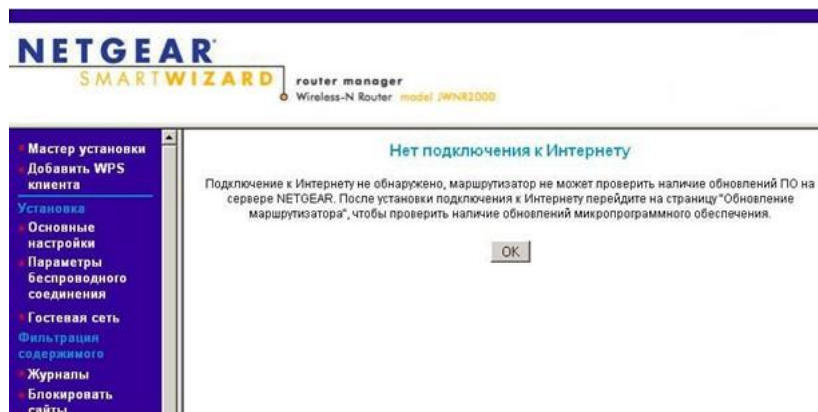 NETGEAR
SMARTWIZARD
router manager
Wireless-N Router model JWNR2000
Мастер установки
Добавить WPS
клиента
Установка
Основные
настройки
Параметры
беспроводного
соединения
Гостевая сеть
Фильтрация
содержимого
Журналы
Блокировать
сайты
Нет подключения к Интернету
Подключение к Интернету не обнаружено, маршрутизатор не может проверить наличие обновлений ПО на
сервере NETGEAR. После установки подключения к Интернету перейдите на страницу "Обновление
маршрутизатора", чтобы проверить наличие обновлений микропрограммного обеспечения.
OK